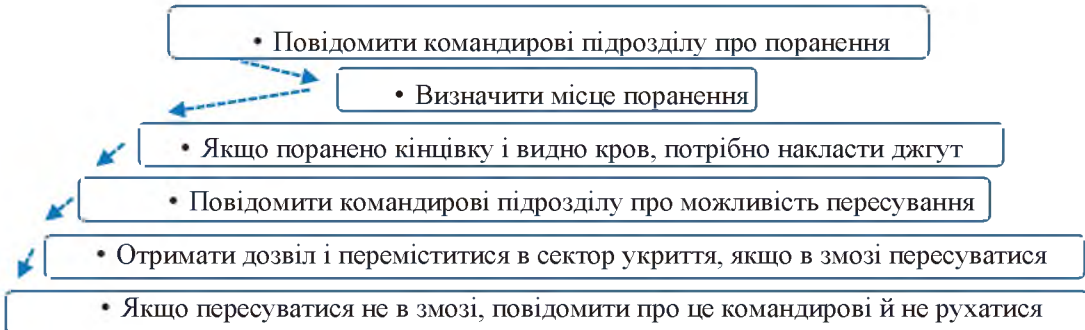 • Повідомити командирові підрозділу про поранення
• Визначити місце поранення
• Якщо поранено кінцівку і видно кров, потрібно накласти джгут
• Повідомити командирові підрозділу про можливість пересування
• Отримати дозвіл і переміститися в сектор укриття, якщо в змозі пересуватися
• Якщо пересуватися не в змозі, повідомити про це командирові й не рухатися